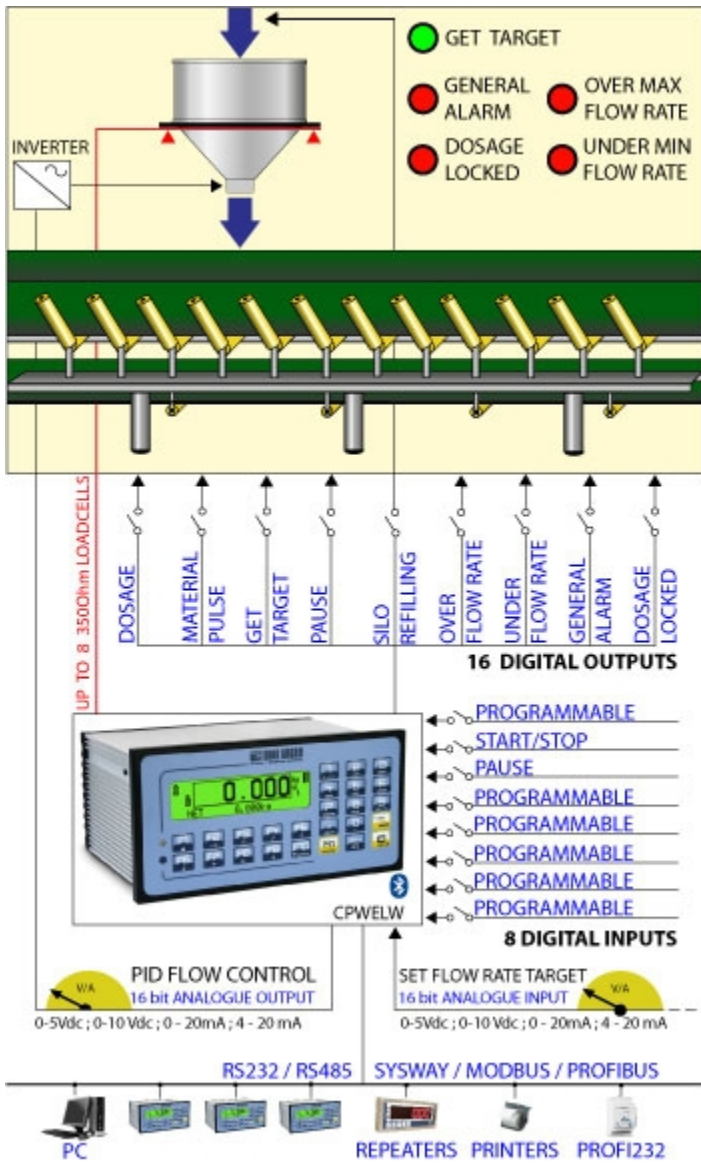 GET TARGET
GENERAL
ALARM
OVER MAX
FLOW RATE
DOSAGE
LOCKED
UNDER MIN
FLOW RATE
INVERTER
UP TO 8 350Ohm LOADCELLS
DOSAGE
MATERIAL
PULSE
GET
TARGET
PAUSE
SILO
REFILLING
OVER
FLOW RATE
UNDER
FLOW RATE
GENERAL
ALARM
DOSAGE
LOCKED
16 DIGITAL OUTPUTS
PROGRAMMABLE
START/STOP
PAUSE
PROGRAMMABLE
PROGRAMMABLE
PROGRAMMABLE
PROGRAMMABLE
PROGRAMMABLE
8 DIGITAL INPUTS
0.000
NET
CPWELW
PID FLOW CONTROL
16 bit ANALOGUE OUTPUT
V/A
0-5Vdc ; 0-10 Vdc ; 0 - 20mA ; 4 - 20 mA
SET FLOW RATE TARGET
16 bit ANALOGUE INPUT
V/A
0-5Vdc ; 0-10 Vdc ; 0 - 20mA ; 4 - 20 mA
RS232 / RS485
SYSWAY / MODBUS / PROFIBUS
PC
REPEATERS
PRINTERS
PROFI232